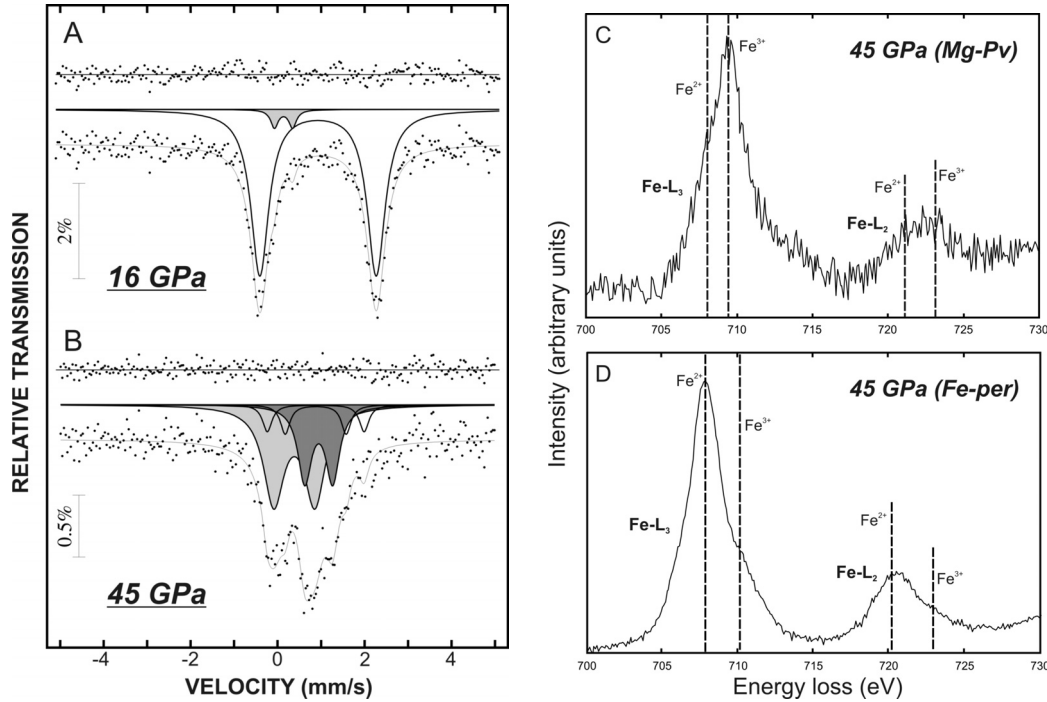 A
2%
16 GPa
B
0.5%
45 GPa
RELATIVE TRANSMISSION
-4 -2 0 2 4
VELOCITY (mm/s)
C
45 GPa (Mg-Pv)
Fe³⁺
Fe²⁺
Fe-L₃
Fe²⁺
Fe³⁺
Fe-L₂
700 705 710 715 720 725 730
Intensity (arbitrary units)
D
45 GPa (Fe-per)
Fe²⁺
Fe³⁺
Fe-L₃
Fe²⁺
Fe-L₂
Fe³⁺
700 705 710 715 720 725 730
Energy loss (eV)